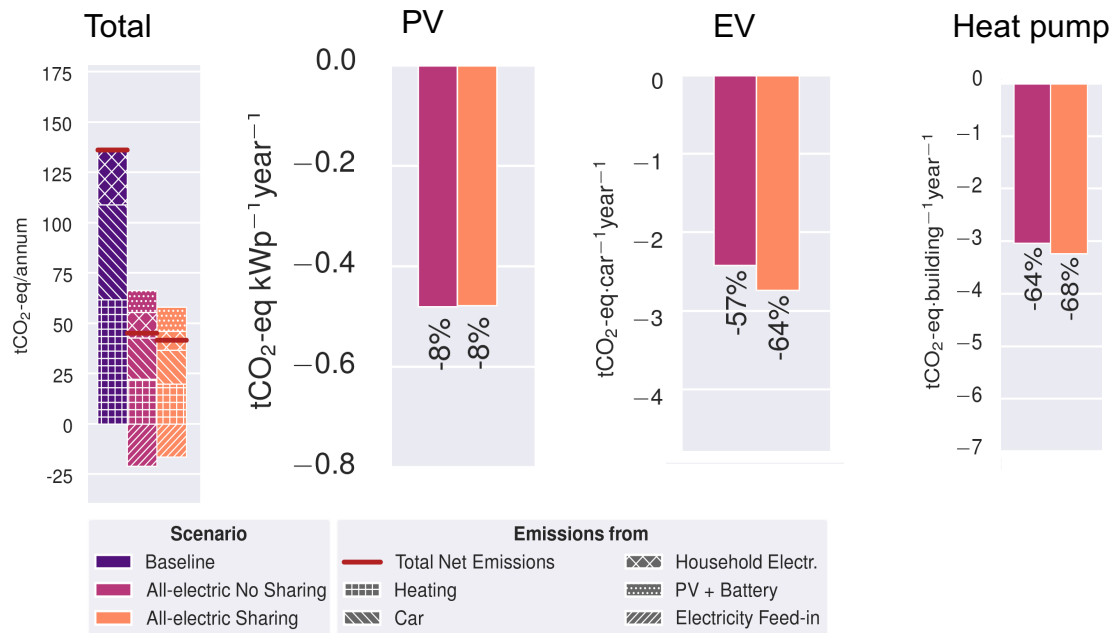 Total
PV
EV
Heat pump
tCO₂-eq/annum
175
150
125
100
75
50
25
0
-25
tCO₂-eq kWp⁻¹year⁻¹
0.0
−0.2
−0.4
−0.6
−0.8
-8%
-8%
tCO₂-eq·car⁻¹year⁻¹
0
−1
−2
−3
−4
-57%
-64%
tCO₂-eq·building⁻¹year⁻¹
0
−1
−2
−3
−4
−5
−6
−7
-64%
-68%
Scenario
Baseline
All-electric No Sharing
All-electric Sharing
Emissions from
Total Net Emissions
Heating
Car
Household Electr.
PV + Battery
Electricity Feed-in